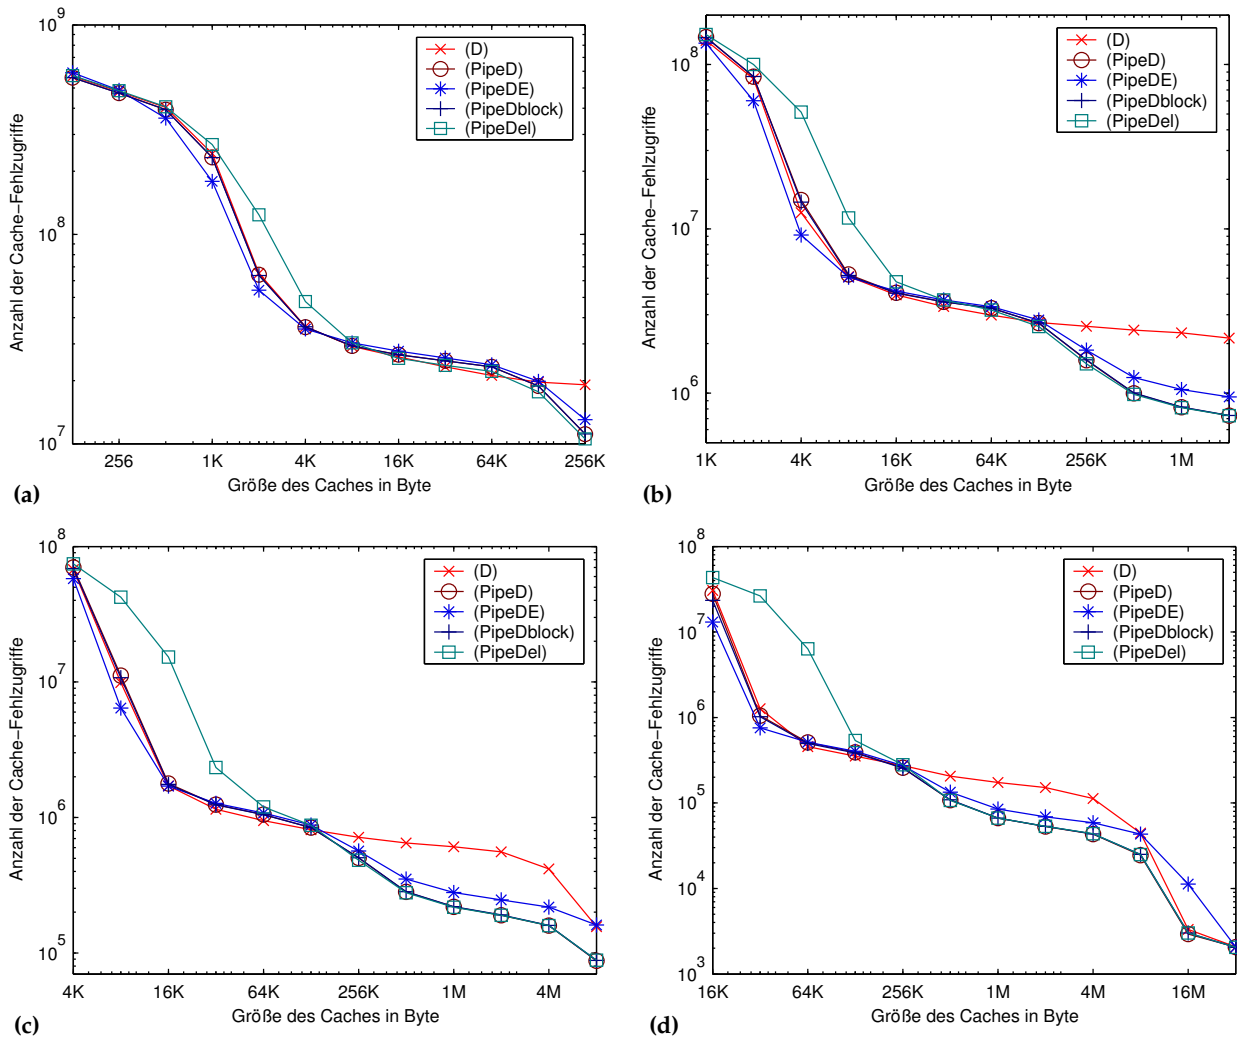 10^9
10^8
10^7
Anzahl der Cache−Fehlzugriffe
(D)
(PipeD)
(PipeDE)
(PipeDblock)
(PipeDel)
256 1K 4K 16K 64K 256K
Größe des Caches in Byte
(a)
10^8
10^7
10^6
Anzahl der Cache−Fehlzugriffe
(D)
(PipeD)
(PipeDE)
(PipeDblock)
(PipeDel)
1K 4K 16K 64K 256K 1M
Größe des Caches in Byte
(b)
10^8
10^7
10^6
10^5
Anzahl der Cache−Fehlzugriffe
(D)
(PipeD)
(PipeDE)
(PipeDblock)
(PipeDel)
4K 16K 64K 256K 1M 4M
Größe des Caches in Byte
(c)
10^8
10^7
10^6
10^5
10^4
10^3
Anzahl der Cache−Fehlzugriffe
(D)
(PipeD)
(PipeDE)
(PipeDblock)
(PipeDel)
16K 64K 256K 1M 4M 16M
Größe des Caches in Byte
(d)